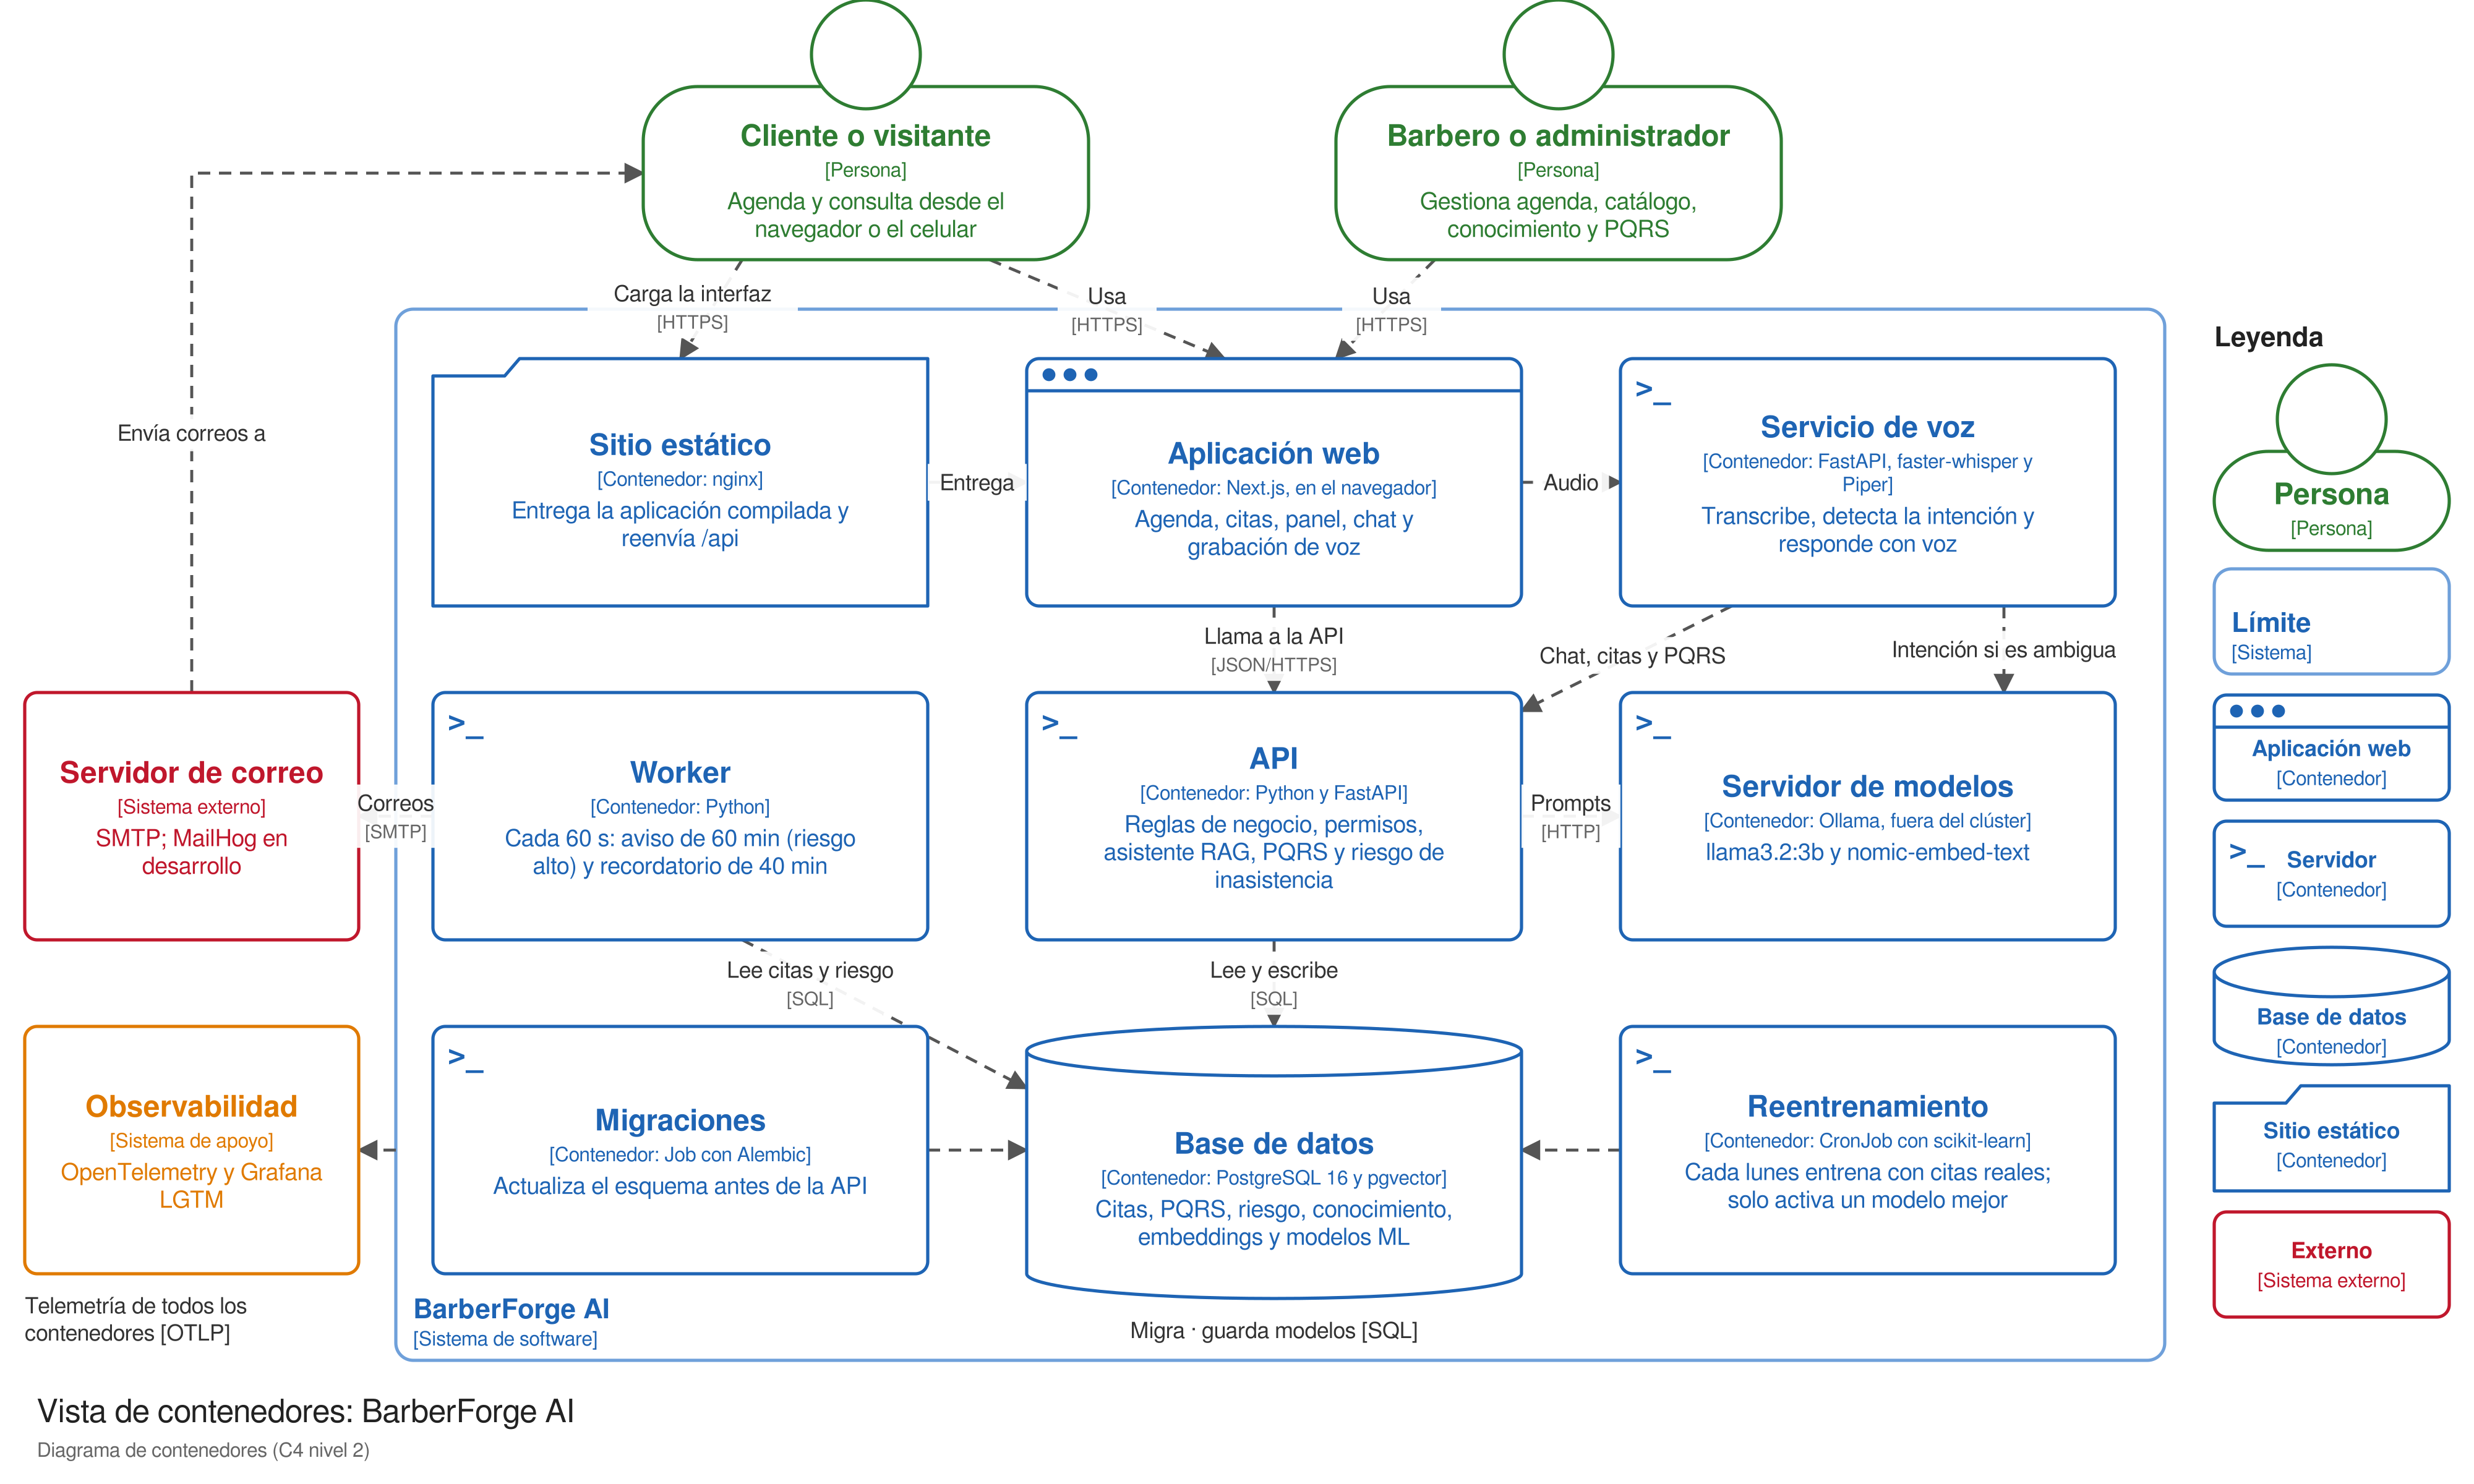 Cliente o visitante
[Persona]
Agenda y consulta desde el
navegador o el celular
Barbero o administrador
[Persona]
Gestiona agenda, catálogo,
conocimiento y PQRS
Carga la interfaz
[HTTPS]
Usa
[HTTPS]
Usa
[HTTPS]
Envía correos a
Sitio estático
[Contenedor: nginx]
Entrega la aplicación compilada y
reenvía /api
Entrega
Aplicación web
[Contenedor: Next.js, en el navegador]
Agenda, citas, panel, chat y
grabación de voz
Audio
>_
Servicio de voz
[Contenedor: FastAPI, faster-whisper y
Piper]
Transcribe, detecta la intención y
responde con voz
Llama a la API
[JSON/HTTPS]
Chat, citas y PQRS
Intención si es ambigua
Servidor de correo
[Sistema externo]
SMTP; MailHog en
desarrollo
Correos
[SMTP]
>_
Worker
[Contenedor: Python]
Cada 60 s: aviso de 60 min (riesgo
alto) y recordatorio de 40 min
>_
API
[Contenedor: Python y FastAPI]
Reglas de negocio, permisos,
asistente RAG, PQRS y riesgo de
inasistencia
Prompts
[HTTP]
>_
Servidor de modelos
[Contenedor: Ollama, fuera del clúster]
llama3.2:3b y nomic-embed-text
Lee citas y riesgo
[SQL]
Lee y escribe
[SQL]
Observabilidad
[Sistema de apoyo]
OpenTelemetry y Grafana
LGTM
Telemetría de todos los
contenedores [OTLP]
>_
Migraciones
[Contenedor: Job con Alembic]
Actualiza el esquema antes de la API
Base de datos
[Contenedor: PostgreSQL 16 y pgvector]
Citas, PQRS, riesgo, conocimiento,
embeddings y modelos ML
>_
Reentrenamiento
[Contenedor: CronJob con scikit-learn]
Cada lunes entrena con citas reales;
solo activa un modelo mejor
BarberForge AI
[Sistema de software]
Migra · guarda modelos [SQL]
Leyenda
Persona
[Persona]
Límite
[Sistema]
Aplicación web
[Contenedor]
>_
Servidor
[Contenedor]
Base de datos
[Contenedor]
Sitio estático
[Contenedor]
Externo
[Sistema externo]
Vista de contenedores: BarberForge AI
Diagrama de contenedores (C4 nivel 2)